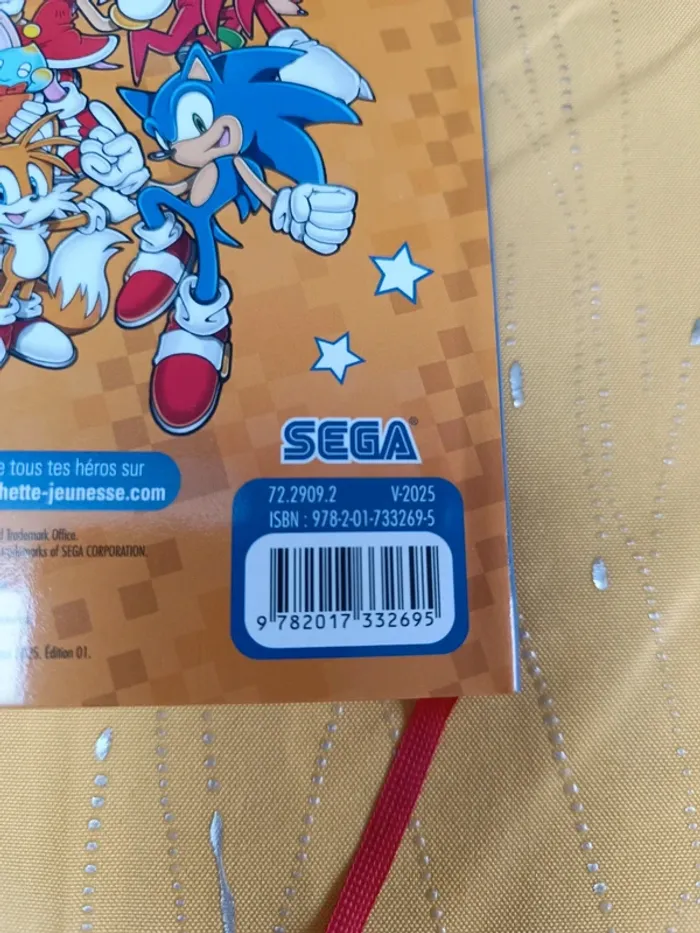 SEGA®
e tous tes héros sur
hette-jeunesse.com
72.2909.2 V-2025
ISBN : 978-2-01-733269-5
d Trademark Office.
of SEGA CORPORATION.
Édition 01.
9 782017 332695